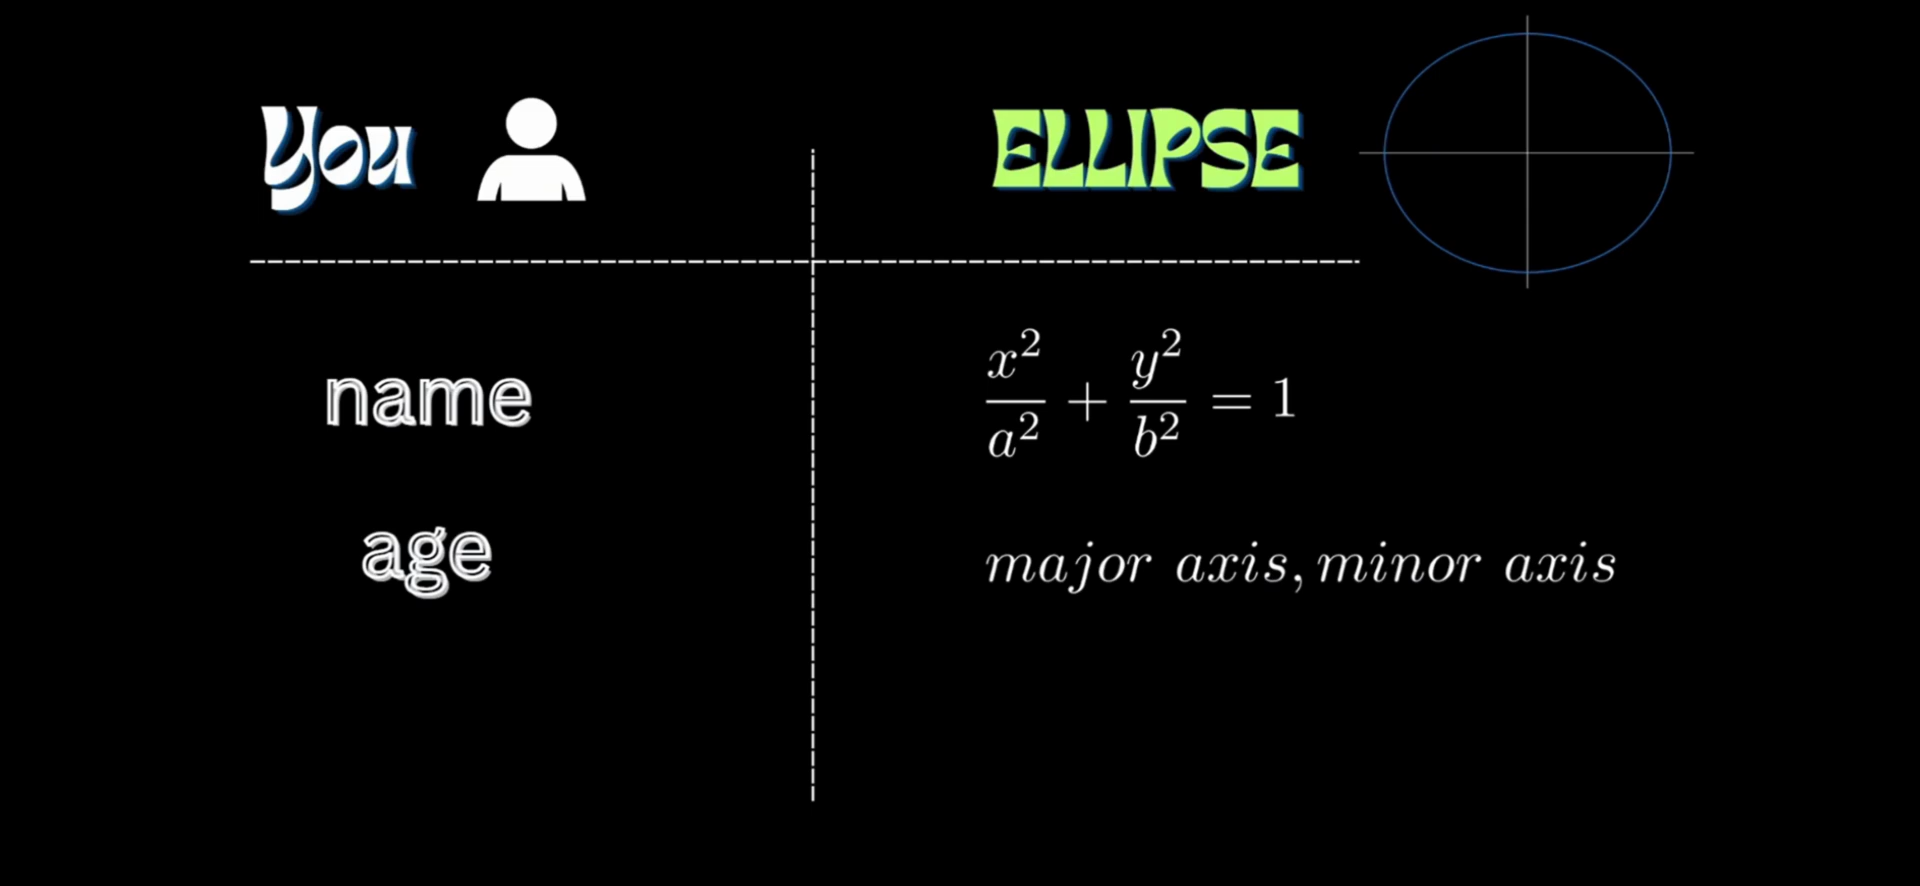 You ELLIPSE
name x²/a² + y²/b² = 1
age major axis, minor axis